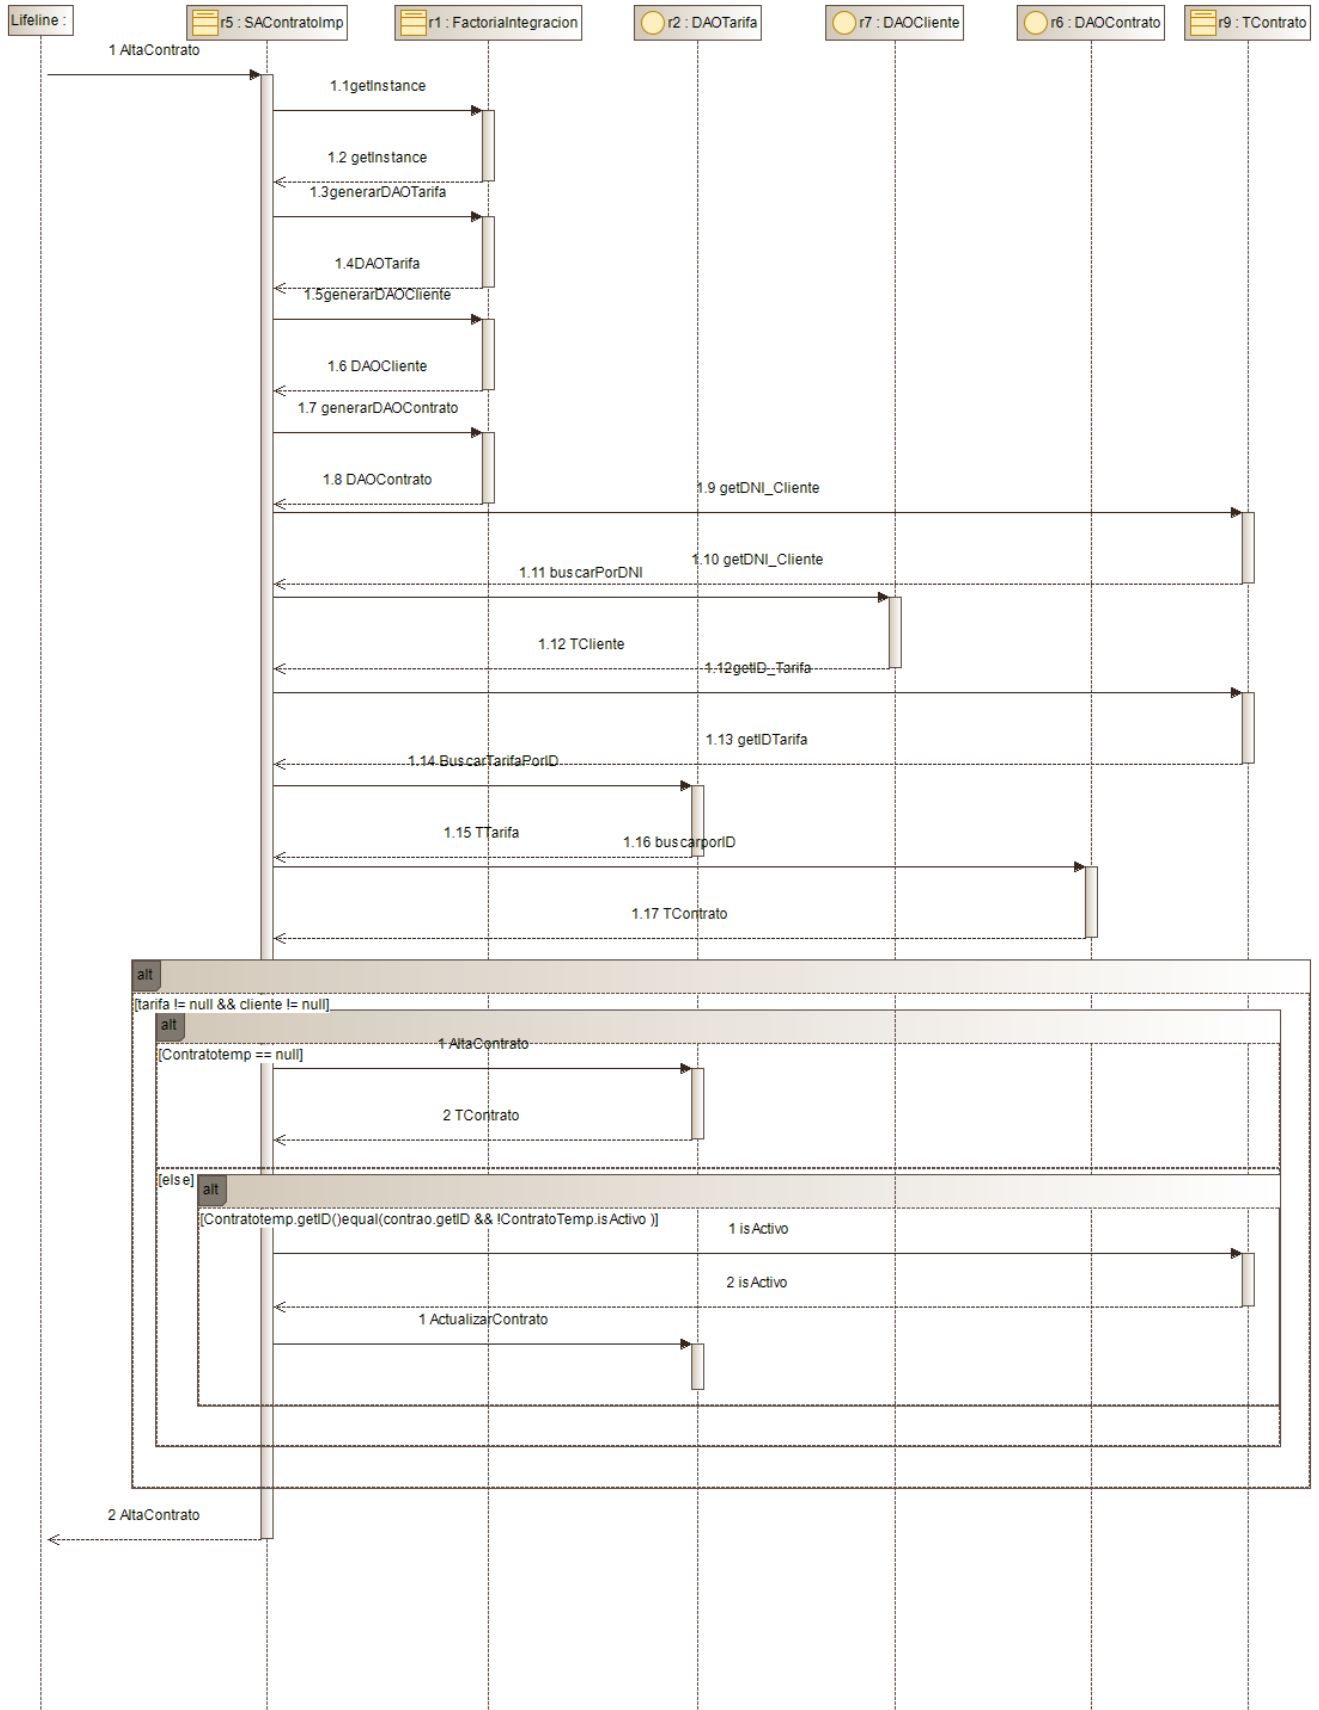 Lifeline :
r5 : SAContratoImp
r1 : FactoriaIntegracion
r2 : DAOTarifa
r7 : DAOCliente
r6 : DAOContrato
r9 : TContrato
1 AltaContrato
1.1getInstance
1.2 getInstance
1.3generarDAOTarifa
1.4DAOTarifa
1.5generarDAOCliente
1.6 DAOCliente
1.7 generarDAOContrato
1.8 DAOContrato
1.9 getDNI_Cliente
1.10 getDNI_Cliente
1.11 buscarPorDNI
1.12 TCliente
1.12getID_Tarifa
1.13 getIDTarifa
1.14 BuscarTarifaPorID
1.15 TTarifa
1.16 buscarporID
1.17 TContrato
alt
[tarifa != null && cliente != null]
alt
[Contratotemp == null]
1 AltaContrato
2 TContrato
[else]
alt
[Contratotemp.getID()equal(contrao.getID && !ContratoTemp.isActivo )]
1 isActivo
2 isActivo
1 ActualizarContrato
2 AltaContrato